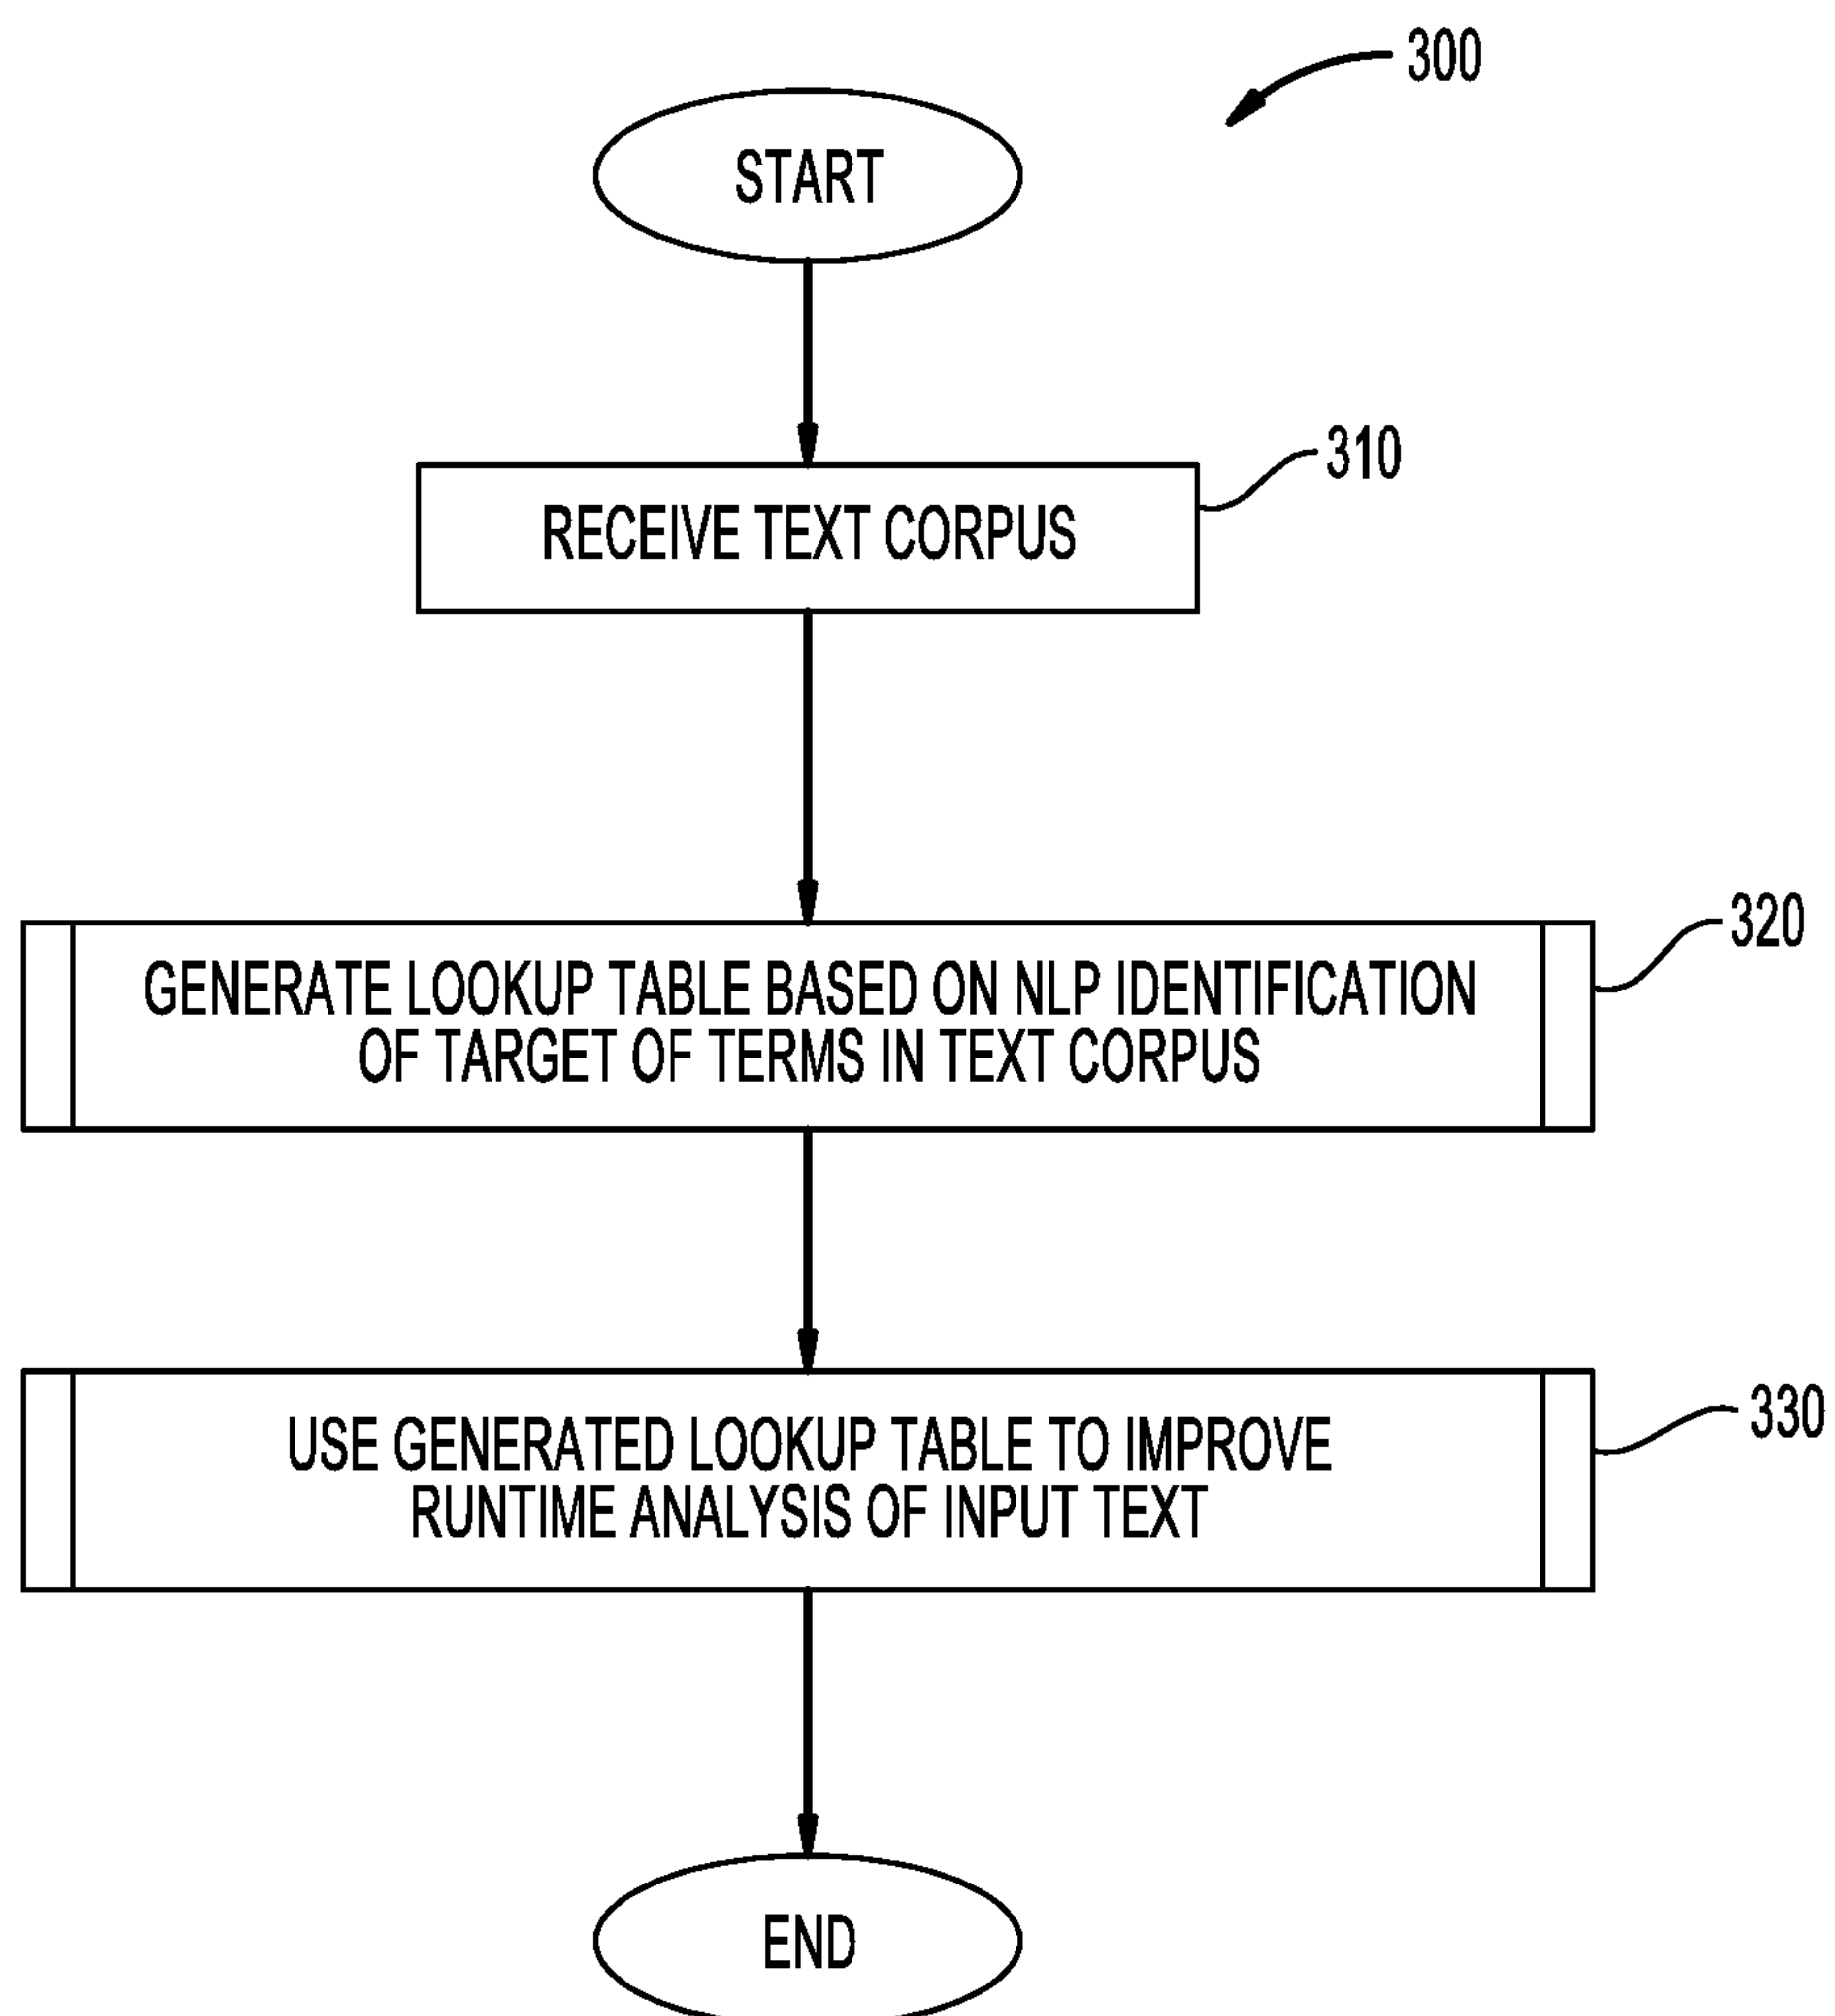 300
START
310
RECEIVE TEXT CORPUS
320
GENERATE LOOKUP TABLE BASED ON NLP IDENTIFICATION
OF TARGET OF TERMS IN TEXT CORPUS
330
USE GENERATED LOOKUP TABLE TO IMPROVE
RUNTIME ANALYSIS OF INPUT TEXT
END